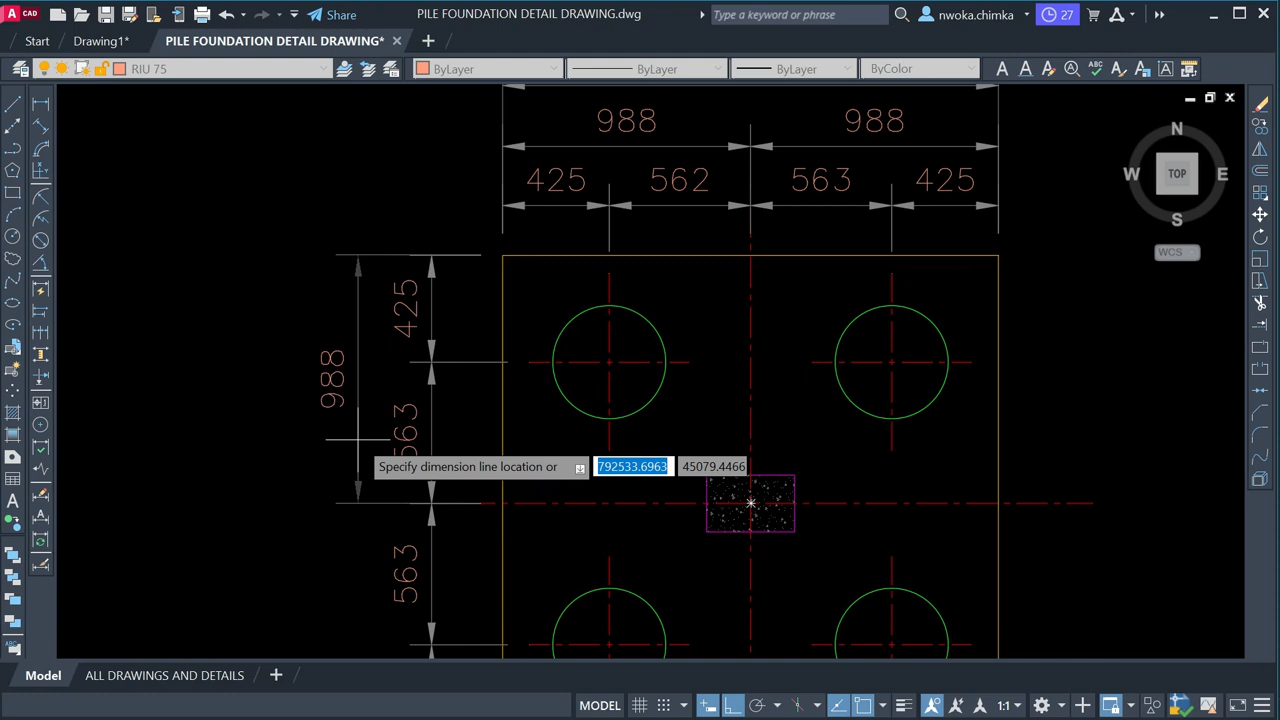 CAD
Share
PILE FOUNDATION DETAIL DRAWING.dwg
Type a keyword or phrase
nwoka.chimka
27
Start
Drawing1*
PILE FOUNDATION DETAIL DRAWING*
RIU 75
ByLayer
ByLayer
ByLayer
ByColor
ABC
988
988
425
562
563
425
N
W
TOP
E
S
WCS
425
988
563
Specify dimension line location or
792533.6963
45079.4466
563
Model
ALL DRAWINGS AND DETAILS
MODEL
1:1